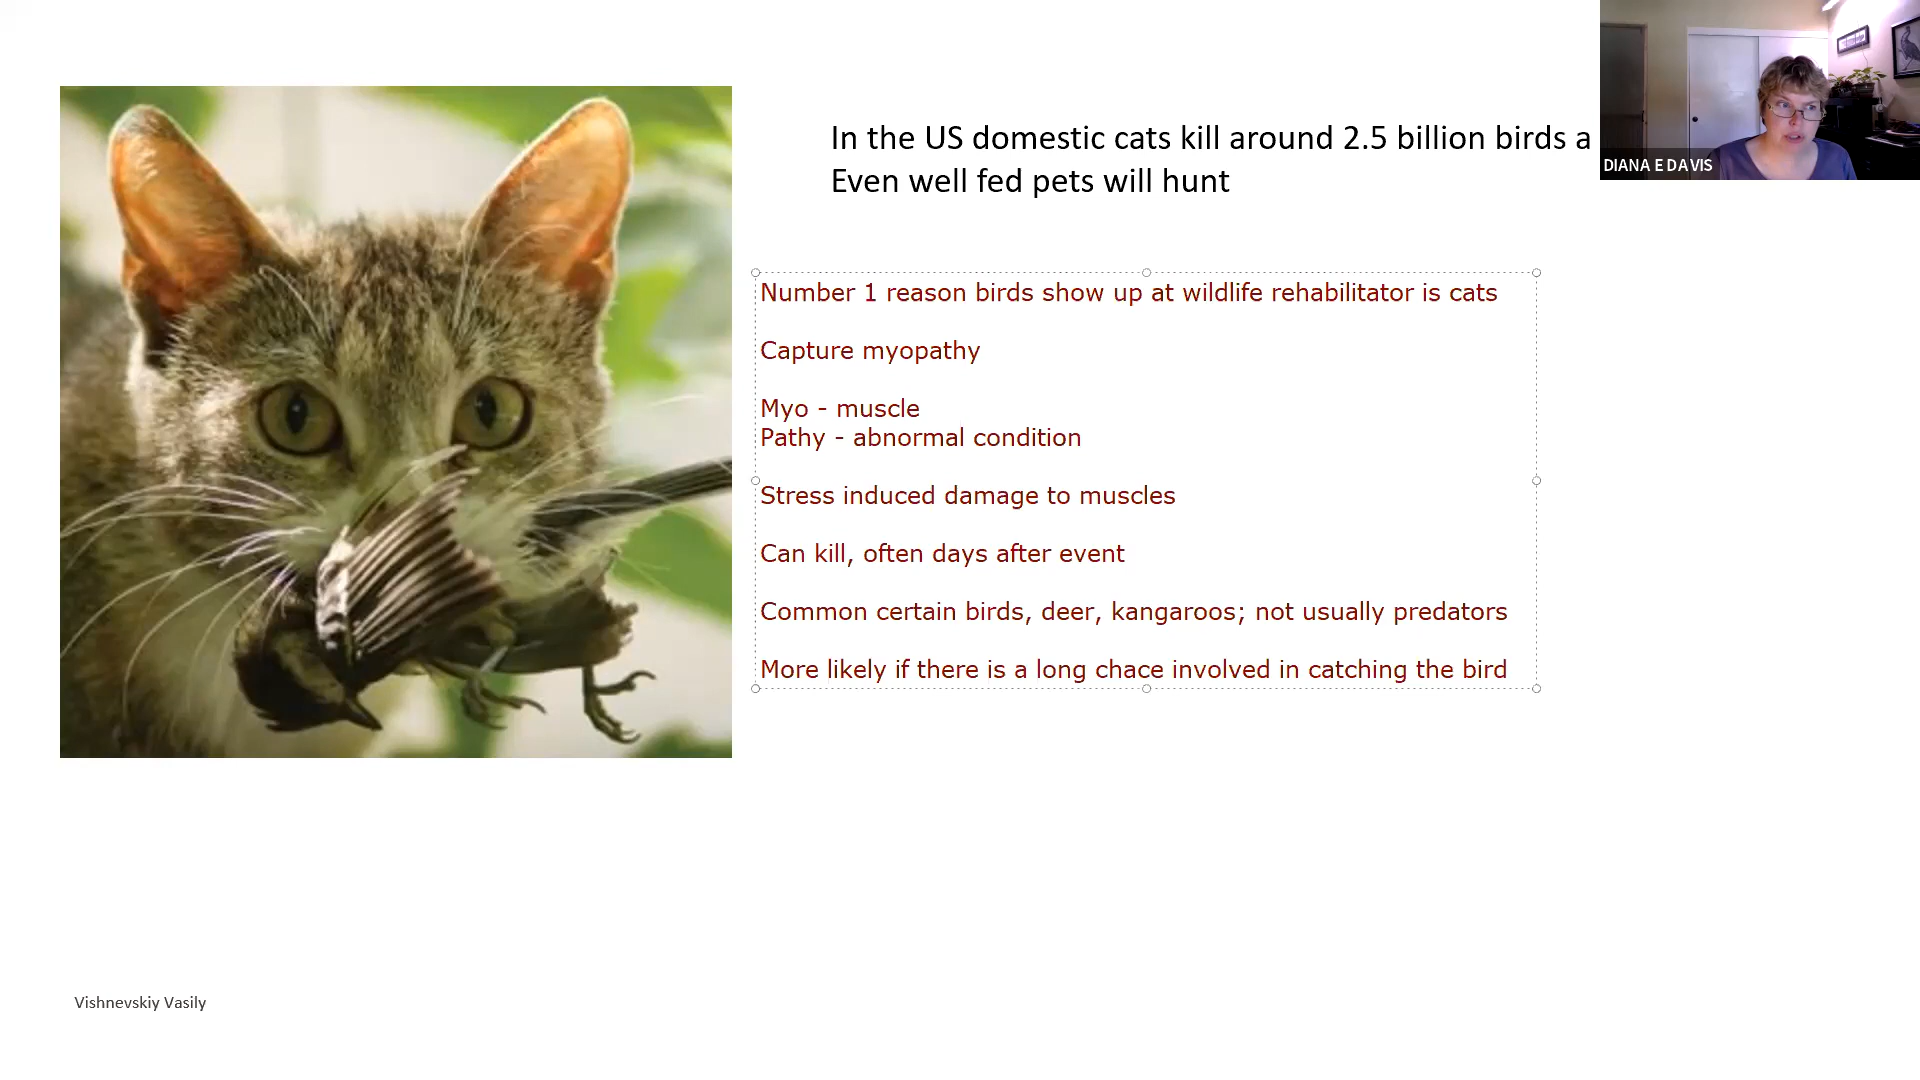 In the US domestic cats kill around 2.5 billion birds a
Even well fed pets will hunt
DIANA E DAVIS
Number 1 reason birds show up at wildlife rehabilitator is cats
Capture myopathy
Myo - muscle
Pathy - abnormal condition
Stress induced damage to muscles
Can kill, often days after event
Common certain birds, deer, kangaroos; not usually predators
More likely if there is a long chace involved in catching the bird
Vishnevskiy Vasily